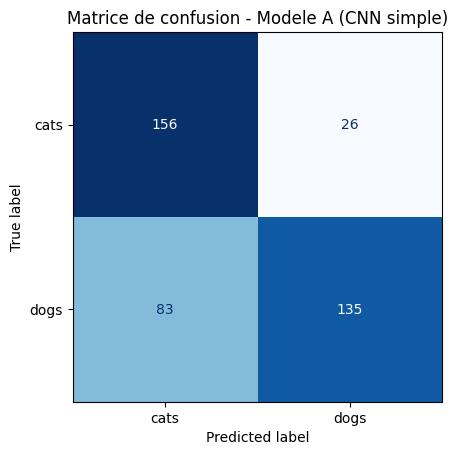 Matrice de confusion - Modele A (CNN simple)
True label
cats
156
26
dogs
83
135
cats
dogs
Predicted label